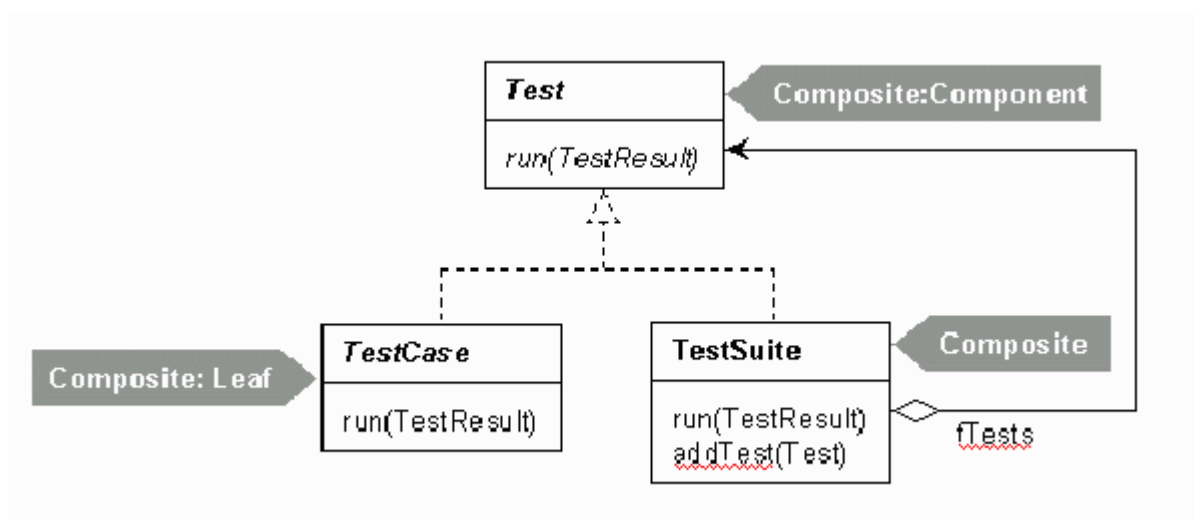 Test
Composite:Component
run(TestResult)
TestCase
TestSuite
Composite
Composite: Leaf
run(TestResult)
run(TestResult)
addTest(Test)
fTests